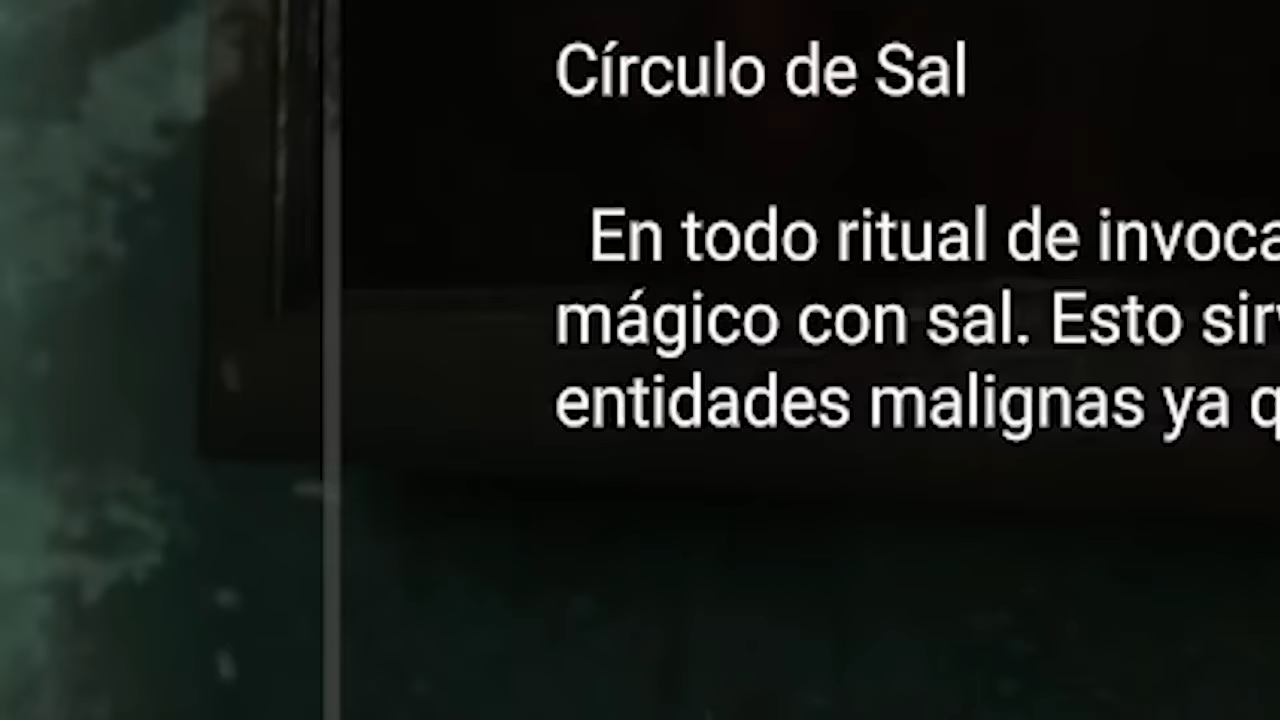 Círculo de Sal
En todo ritual de invoca
mágico con sal. Esto sir
entidades malignas ya q